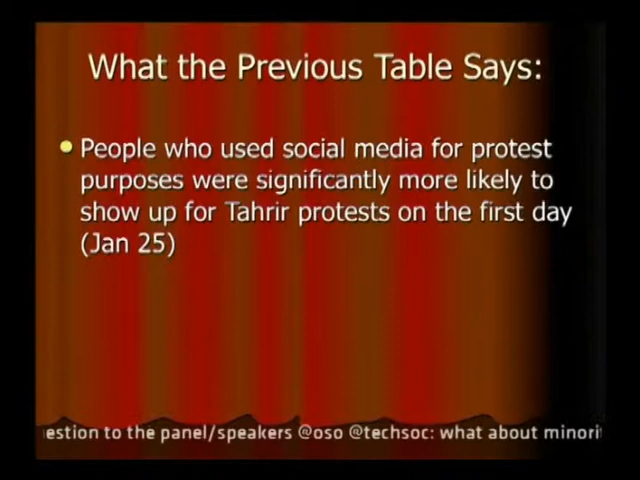 What the Previous Table Says:
People who used social media for protest
purposes were significantly more likely to
show up for Tahrir protests on the first day
(Jan 25)
to the panel/speakers @oso @techsoc: what about